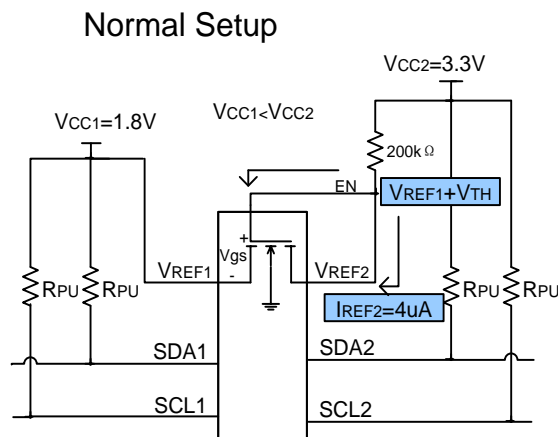 Normal Setup
VCC2=3.3V
VCC1=1.8V
VCC1<VCC2
200kΩ
EN
VREF1+VTH
+
Vgs
-
VREF1
VREF2
RPU
RPU
RPU
RPU
IREF2=4uA
SDA1
SDA2
SCL1
SCL2